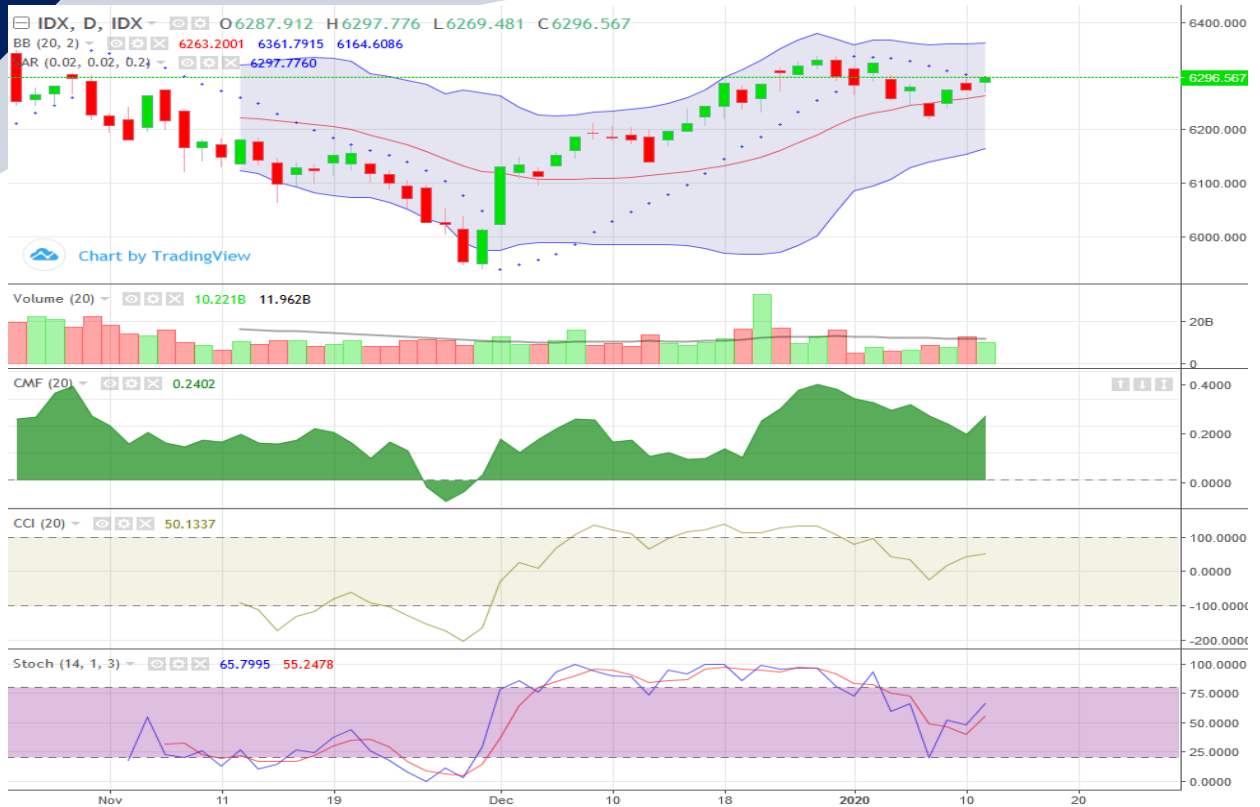 IDX, D, IDX O6287.912 H6297.776 L6269.481 C6296.567
BB (20, 2) 6263.2001 6361.7915 6164.6086
SAR (0.02, 0.02, 0.2) 6297.7760
6400.000
6296.567
6200.000
6100.000
6000.000
Chart by TradingView
Volume (20) 10.221B 11.962B
20B
0
CMF (20) 0.2402
0.4000
0.2000
0.0000
CCI (20) 50.1337
100.0000
0.0000
-100.0000
-200.0000
Stoch (14, 1, 3) 65.7995 55.2478
100.0000
75.0000
50.0000
25.0000
0.0000
Nov 11 19 Dec 10 18 2020 10 20